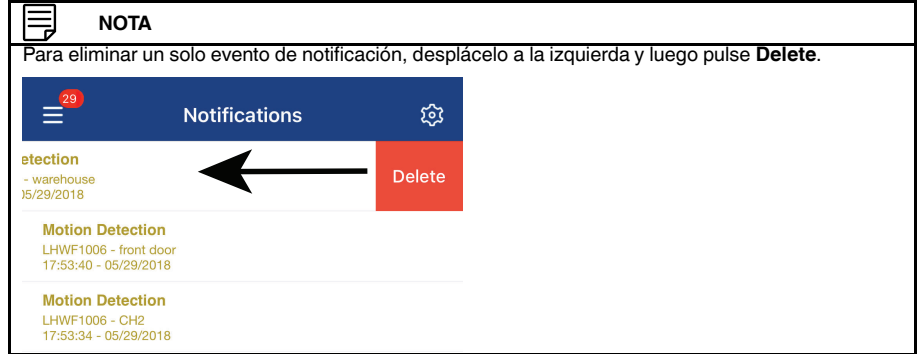 NOTA
Para eliminar un solo evento de notificación, desplácelo a la izquierda y luego pulse Delete.
29
Notifications
etection
- warehouse
05/29/2018
Delete
Motion Detection
LHWF1006 - front door
17:53:40 - 05/29/2018
Motion Detection
LHWF1006 - CH2
17:53:34 - 05/29/2018